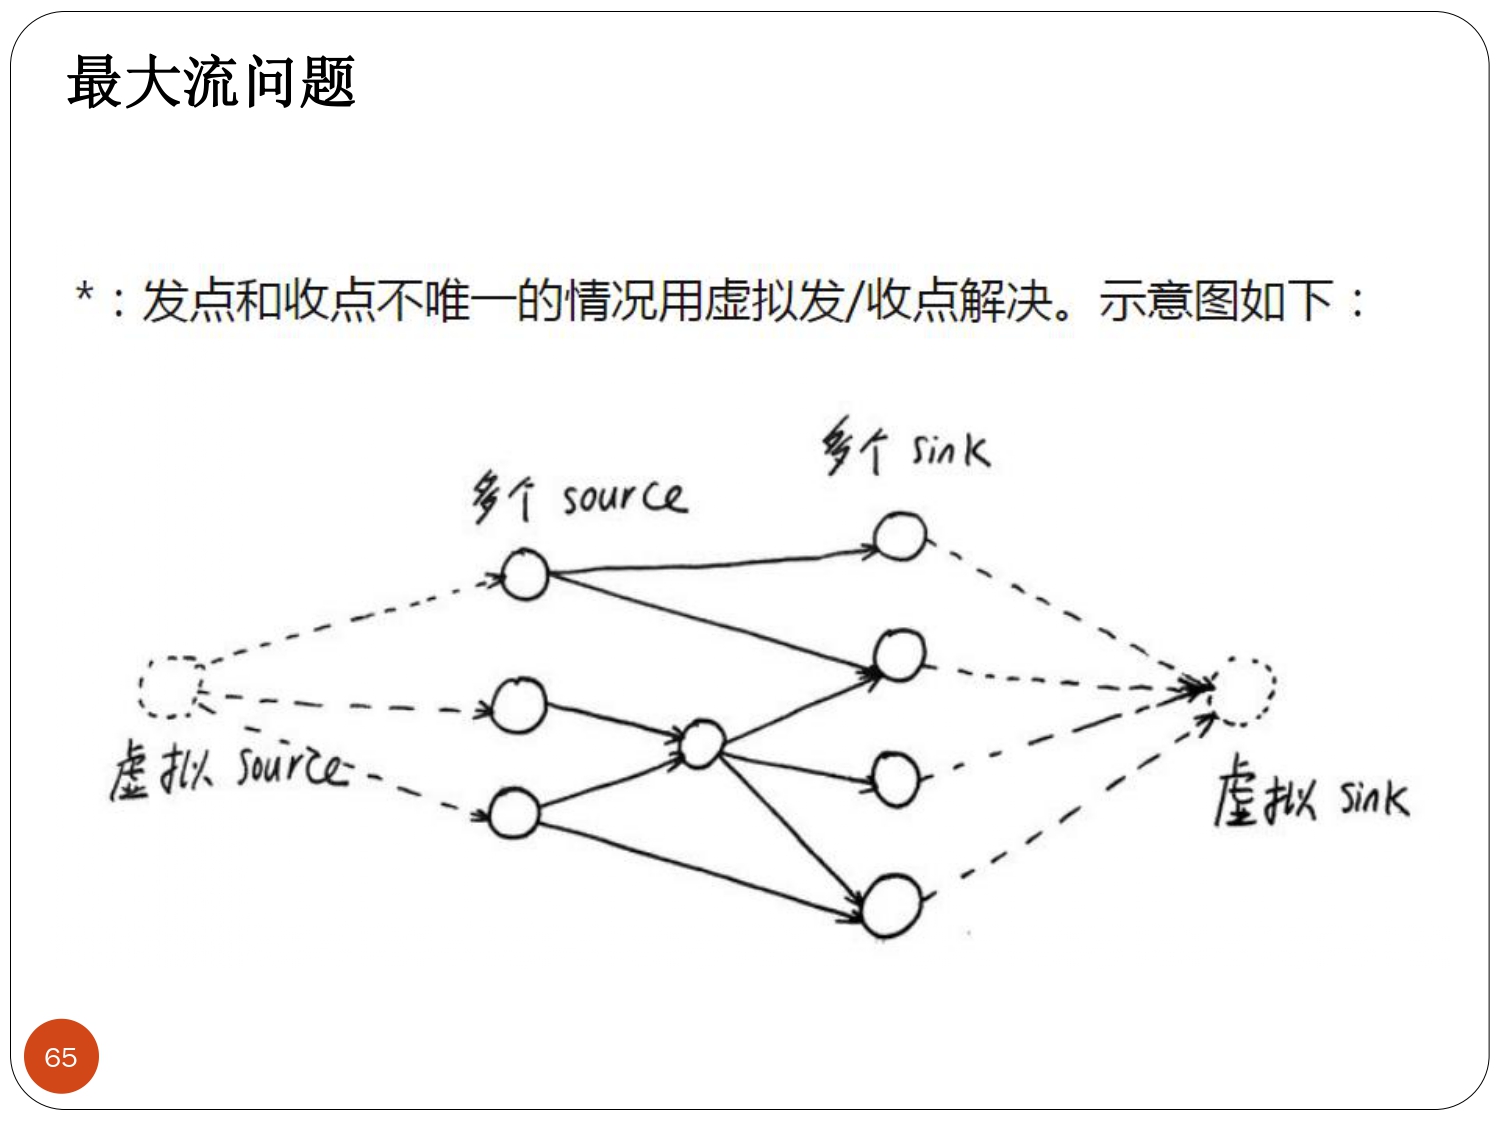 最大流问题
*：发点和收点不唯一的情况用虚拟发/收点解决。示意图如下：
多个 sink
多个 source
虚拟 source
虚拟 sink
65